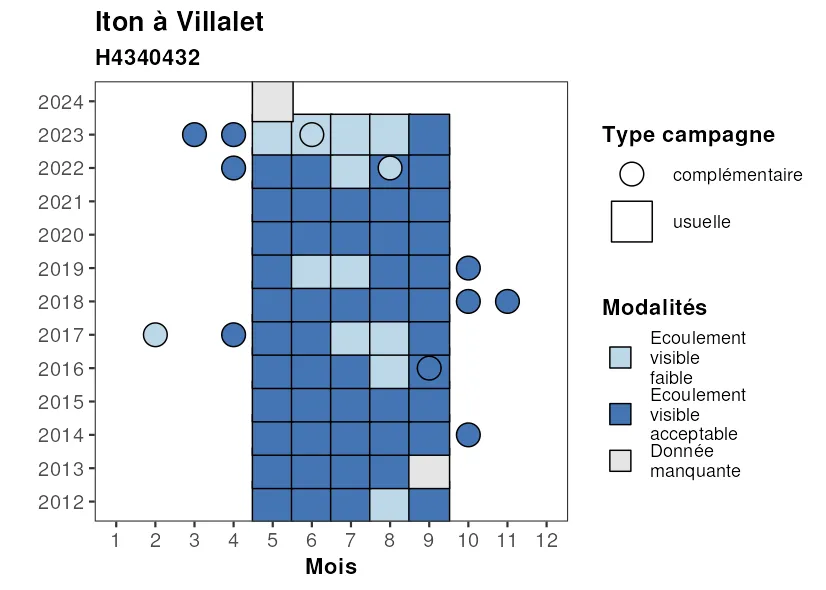 Iton à Villalet
H4340432
2024
2023
2022
2021
2020
2019
2018
2017
2016
2015
2014
2013
2012
1 2 3 4 5 6 7 8 9 10 11 12
Mois
Type campagne
complémentaire
usuelle
Modalités
Ecoulement
visible
faible
Ecoulement
visible
acceptable
Donnée
manquante